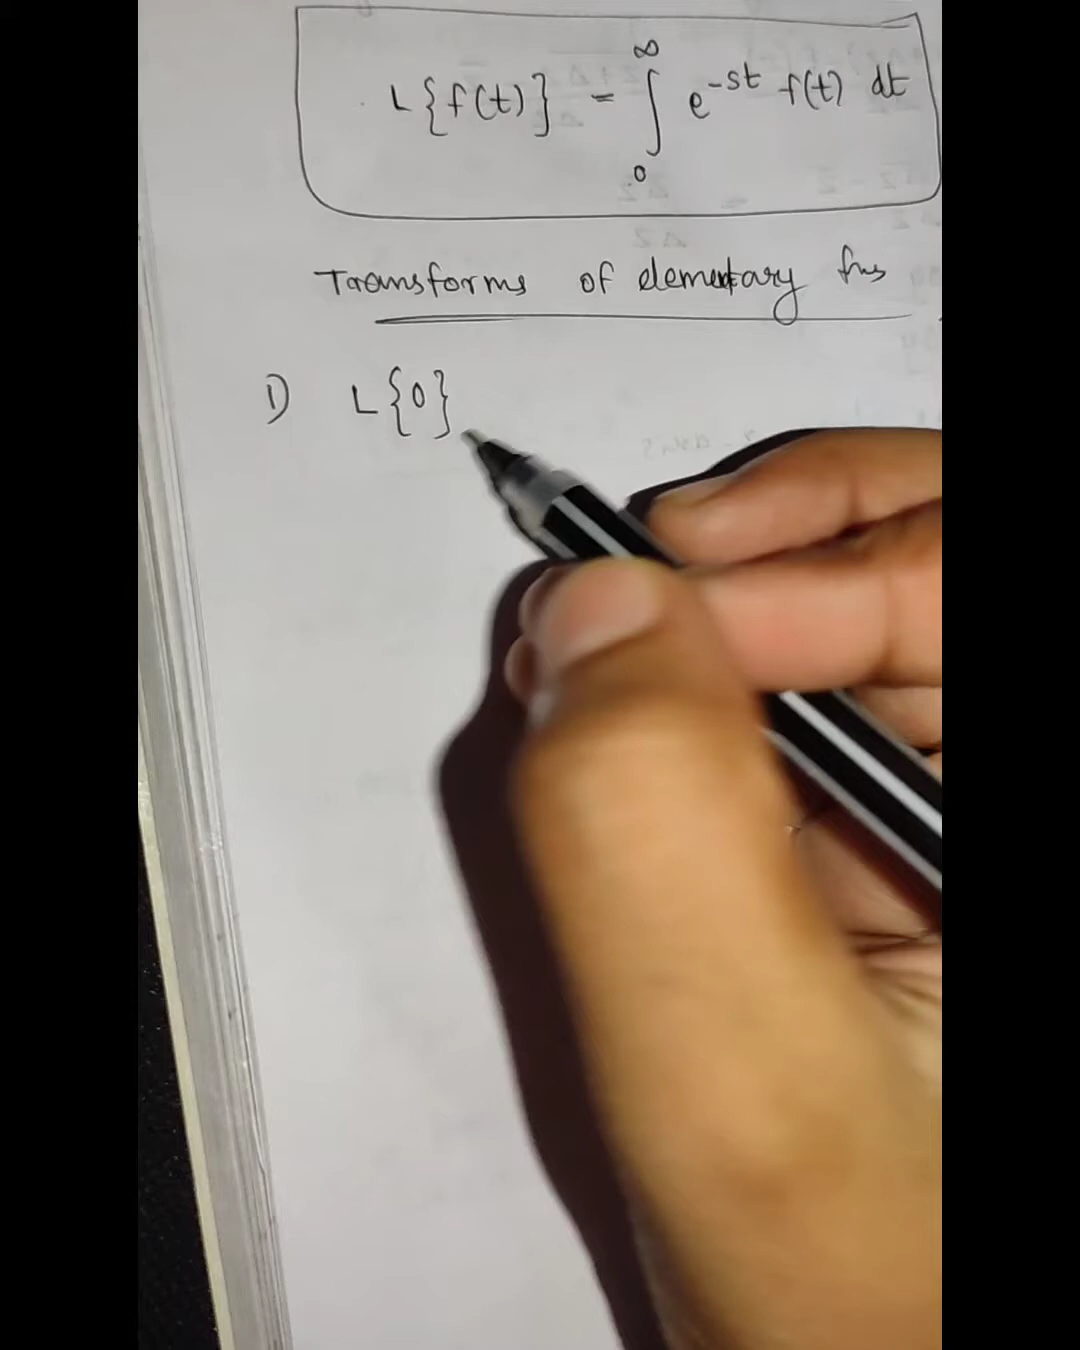 L{f(t)} = ∫₀^∞ e^-st f(t) dt
Transforms of elementary fns
1) L{0}